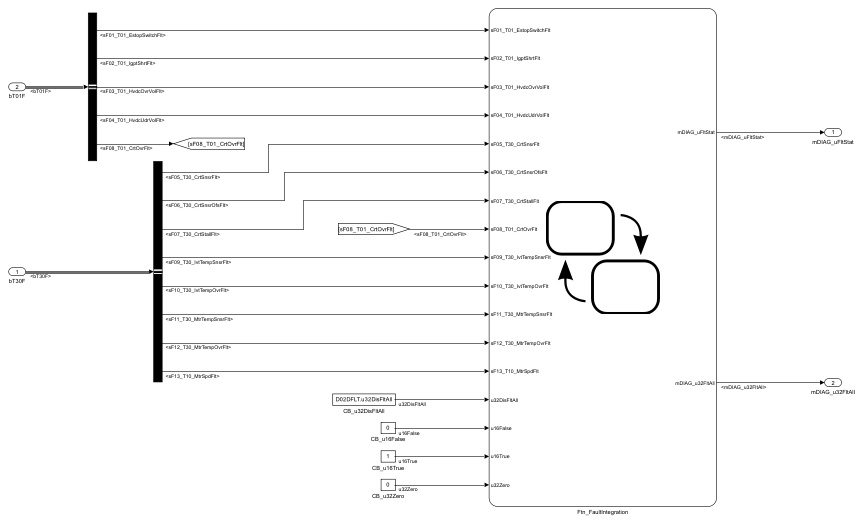 <sF01_T01_EstopSwitchFlt>
sF01_T01_EstopSwitchFlt
<sF02_T01_IgptShrtFlt>
sF02_T01_IgptShrtFlt
2
<bT01F>
bT01F
<sF03_T01_HvdcOvrVolFlt>
sF03_T01_HvdcOvrVolFlt
<sF04_T01_HvdcUdrVolFlt>
sF04_T01_HvdcUdrVolFlt
mDIAG_uFltStat
<mDIAG_uFltStat>
1
mDIAG_uFltStat
<sF08_T01_CrtOvrFlt>
[sF08_T01_CrtOvrFlt]
sF05_T30_CrtSnsrFlt
<sF05_T30_CrtSnsrFlt>
sF06_T30_CrtSnsrOfsFlt
<sF06_T30_CrtSnsrOfsFlt>
sF07_T30_CrtStallFlt
<sF07_T30_CrtStallFlt>
[sF08_T01_CrtOvrFlt]
<sF08_T01_CrtOvrFlt>
sF08_T01_CrtOvrFlt
<sF09_T30_IvtTempSnsrFlt>
sF09_T30_IvtTempSnsrFlt
1
<bT30F>
bT30F
<sF10_T30_IvtTempOvrFlt>
sF10_T30_IvtTempOvrFlt
<sF11_T30_MtrTempSnsrFlt>
sF11_T30_MtrTempSnsrFlt
<sF12_T30_MtrTempOvrFlt>
sF12_T30_MtrTempOvrFlt
<sF13_T10_MtrSpdFlt>
sF13_T10_MtrSpdFlt
mDIAG_u32FltAll
<mDIAG_u32FltAll>
2
mDIAG_u32FltAll
D02DFLT.u32DisFltAll
u32DisFltAll
CB_u32DisFltAll
u32DisFltAll
0
u16False
CB_u16False
u16False
1
u16True
CB_u16True
u16True
0
u32Zero
CB_u32Zero
u32Zero
Ftn_FaultIntegration